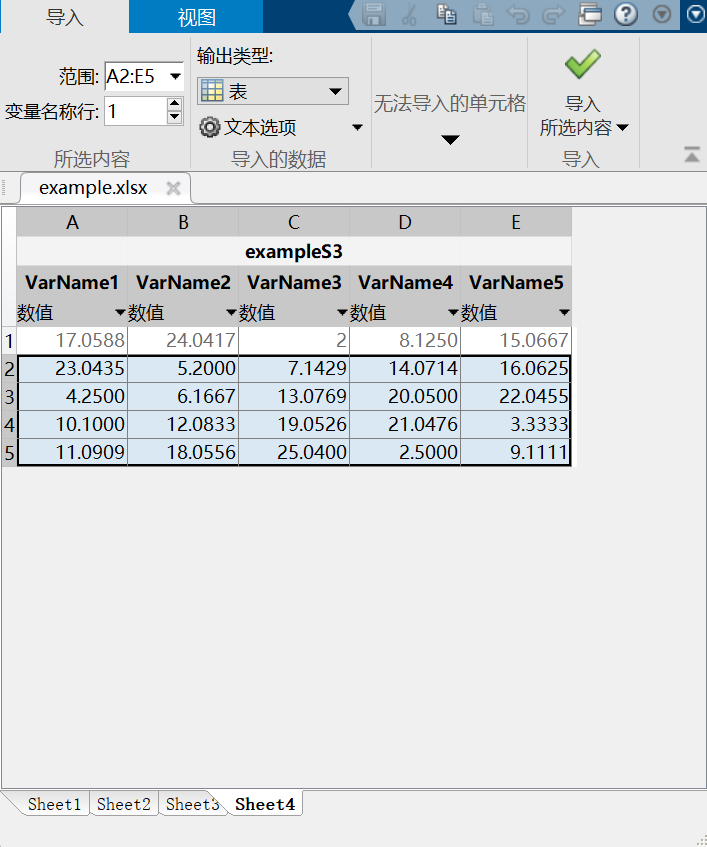 导入 视图
输出类型:
范围: A2:E5
表
变量名称行: 1
文本选项
无法导入的单元格
导入
所选内容
所选内容 导入的数据 导入
example.xlsx
A B C D E
exampleS3
VarName1 VarName2 VarName3 VarName4 VarName5
数值 数值 数值 数值 数值
1 17.0588 24.0417 2 8.1250 15.0667
2 23.0435 5.2000 7.1429 14.0714 16.0625
3 4.2500 6.1667 13.0769 20.0500 22.0455
4 10.1000 12.0833 19.0526 21.0476 3.3333
5 11.0909 18.0556 25.0400 2.5000 9.1111
Sheet1 Sheet2 Sheet3 Sheet4